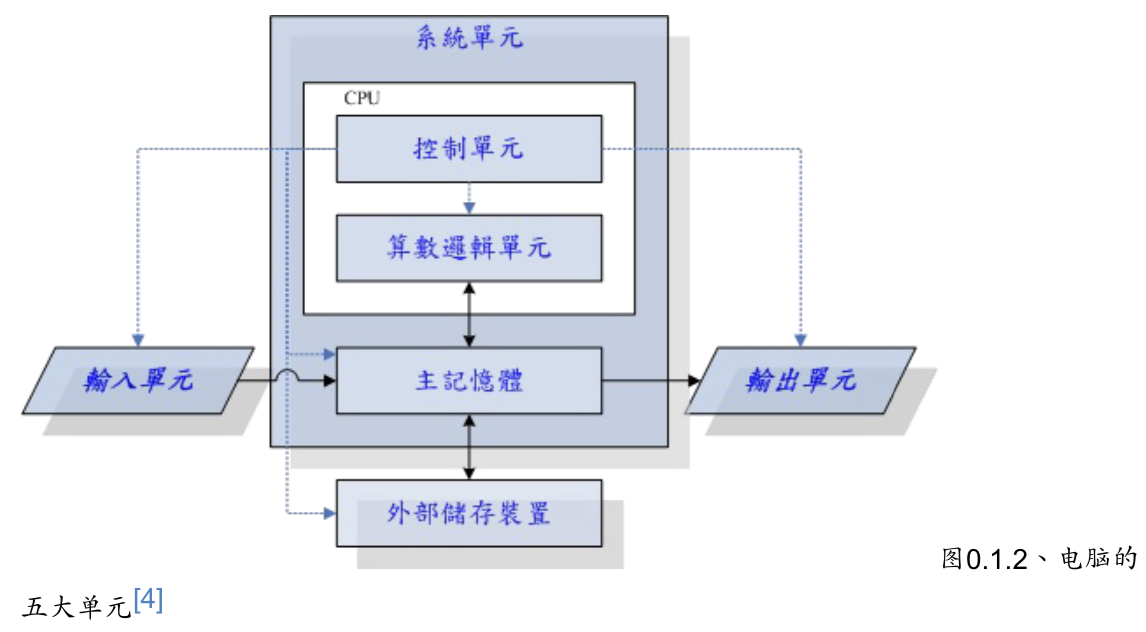 系統單元
CPU
控制單元
算數邏輯單元
輸入單元
主記憶體
輸出單元
外部儲存裝置
图0.1.2、电脑的
五大单元[4]